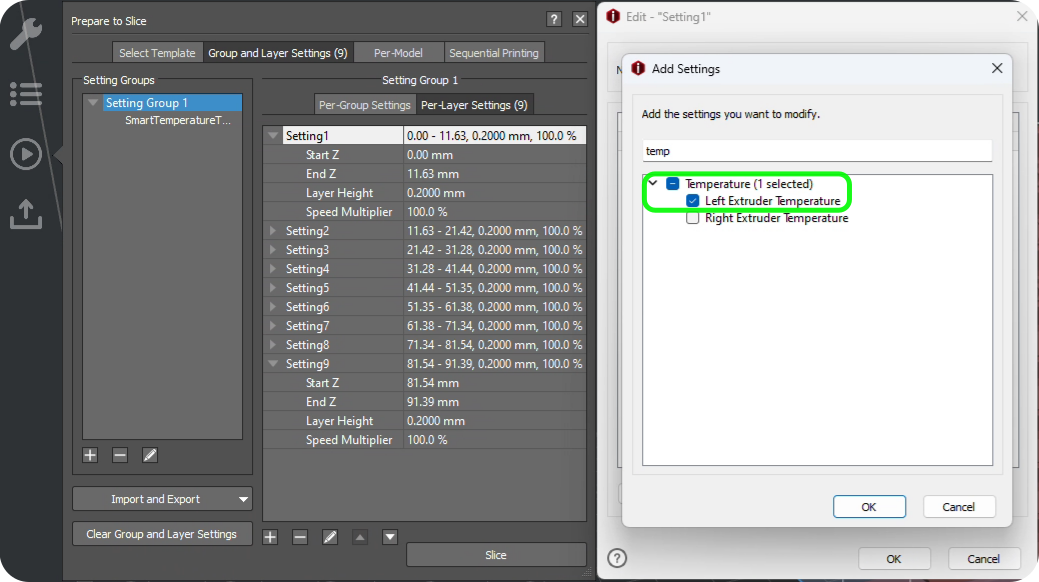 Prepare to Slice
?
Select Template
Group and Layer Settings (9)
Per-Model
Sequential Printing
Setting Groups
Setting Group 1
SmartTemperatureT...
Import and Export
Clear Group and Layer Settings
Setting Group 1
Per-Group Settings
Per-Layer Settings (9)
Setting1 0.00 - 11.63, 0.2000 mm, 100.0 %
Start Z 0.00 mm
End Z 11.63 mm
Layer Height 0.2000 mm
Speed Multiplier 100.0 %
Setting2 11.63 - 21.42, 0.2000 mm, 100.0 %
Setting3 21.42 - 31.28, 0.2000 mm, 100.0 %
Setting4 31.28 - 41.44, 0.2000 mm, 100.0 %
Setting5 41.44 - 51.35, 0.2000 mm, 100.0 %
Setting6 51.35 - 61.38, 0.2000 mm, 100.0 %
Setting7 61.38 - 71.34, 0.2000 mm, 100.0 %
Setting8 71.34 - 81.54, 0.2000 mm, 100.0 %
Setting9 81.54 - 91.39, 0.2000 mm, 100.0 %
Start Z 81.54 mm
End Z 91.39 mm
Layer Height 0.2000 mm
Speed Multiplier 100.0 %
Slice
Edit - "Setting1"
Add Settings
Add the settings you want to modify.
temp
Temperature (1 selected)
Left Extruder Temperature
Right Extruder Temperature
OK
Cancel
?
OK
Cancel